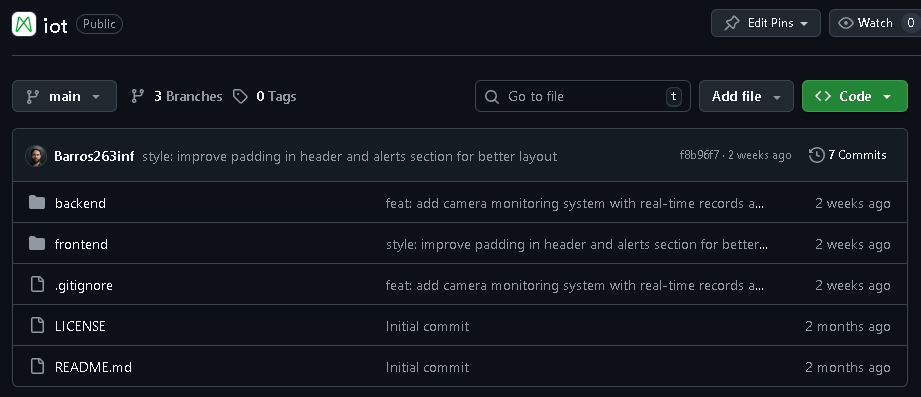 iot Public Edit Pins Watch 0
main 3 Branches 0 Tags Go to file t Add file Code
Barros263inf style: improve padding in header and alerts section for better layout f8b96f7 · 2 weeks ago 7 Commits
backend feat: add camera monitoring system with real-time records a... 2 weeks ago
frontend style: improve padding in header and alerts section for better... 2 weeks ago
.gitignore feat: add camera monitoring system with real-time records a... 2 weeks ago
LICENSE Initial commit 2 months ago
README.md Initial commit 2 months ago